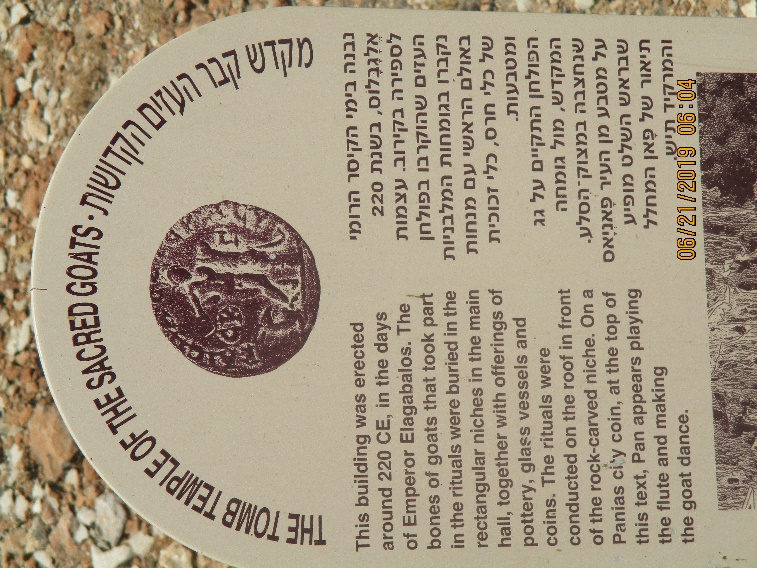 THE TOMB TEMPLE OF THE SACRED GOATS · מקדש קבר העזים הקדושות
This building was erected
around 220 CE, in the days
of Emperor Elagabalos. The
bones of goats that took part
in the rituals were buried in the
rectangular niches in the main
hall, together with offerings of
pottery, glass vessels and
coins. The rituals were
conducted on the roof in front
of the rock-carved niche. On a
Panias city coin, at the top of
this text, Pan appears playing
the flute and making
the goat dance.
נבנה בימי הקיסר הרומי
אֶלָגָבָּלוּס, בשנת 220
לספירה בקירוב. עצמות
העזים שהוקרבו בפולחן
נקברו בגומחות המלבניות
באולם הראשי עם מנחות
של כלי חרס, כלי זכוכית
ומטבעות.
הפולחן התקיים על גג
המקדש, מול גומחה
שנחצבה במצוק הסלע.
על מטבע מן העיר פַּאנֵיאַס
שבראש השלט מופיע
תיאור של פַּאן המחלל
והמרקיד תיש.
06/21/2019 06:04